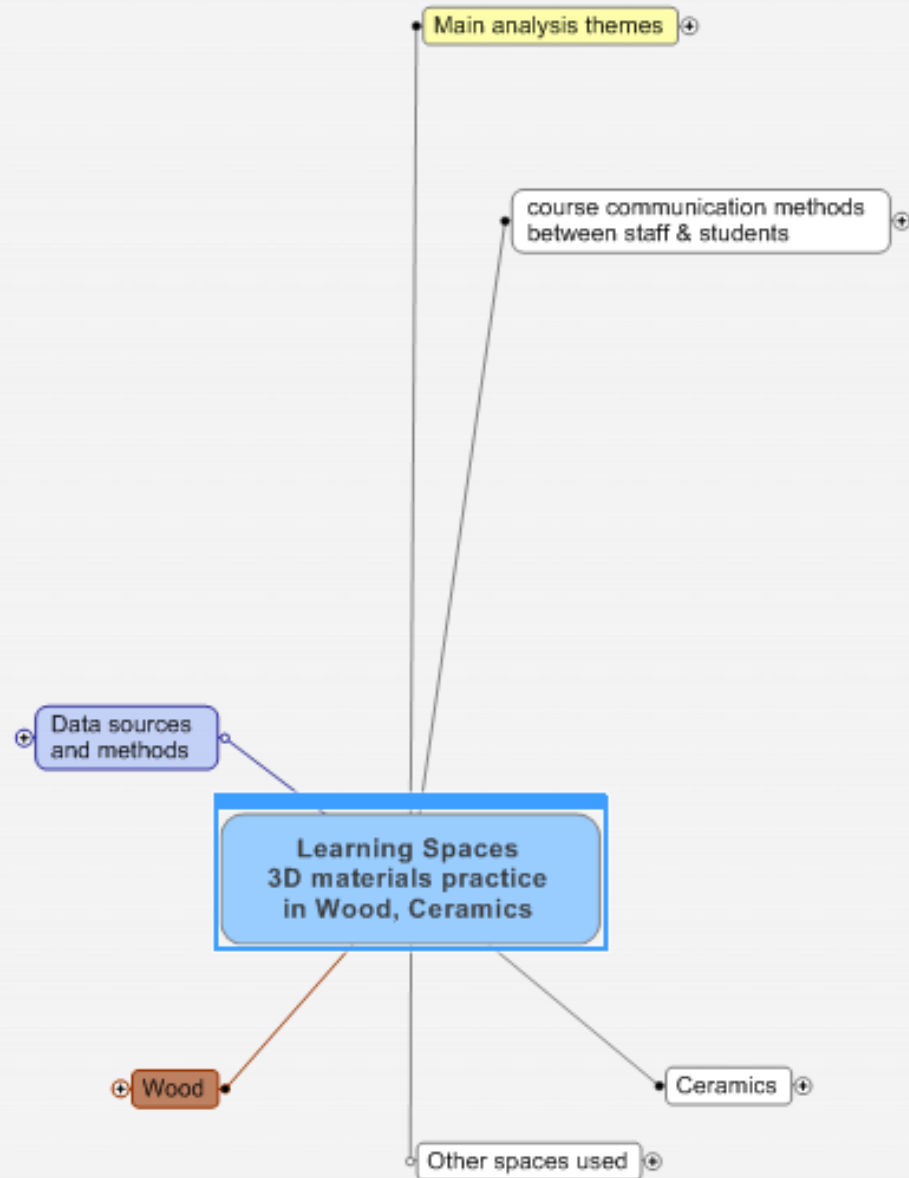 Main analysis themes
course communication methods
between staff & students
Data sources
and methods
Learning Spaces
3D materials practice
in Wood, Ceramics
Wood
Ceramics
Other spaces used